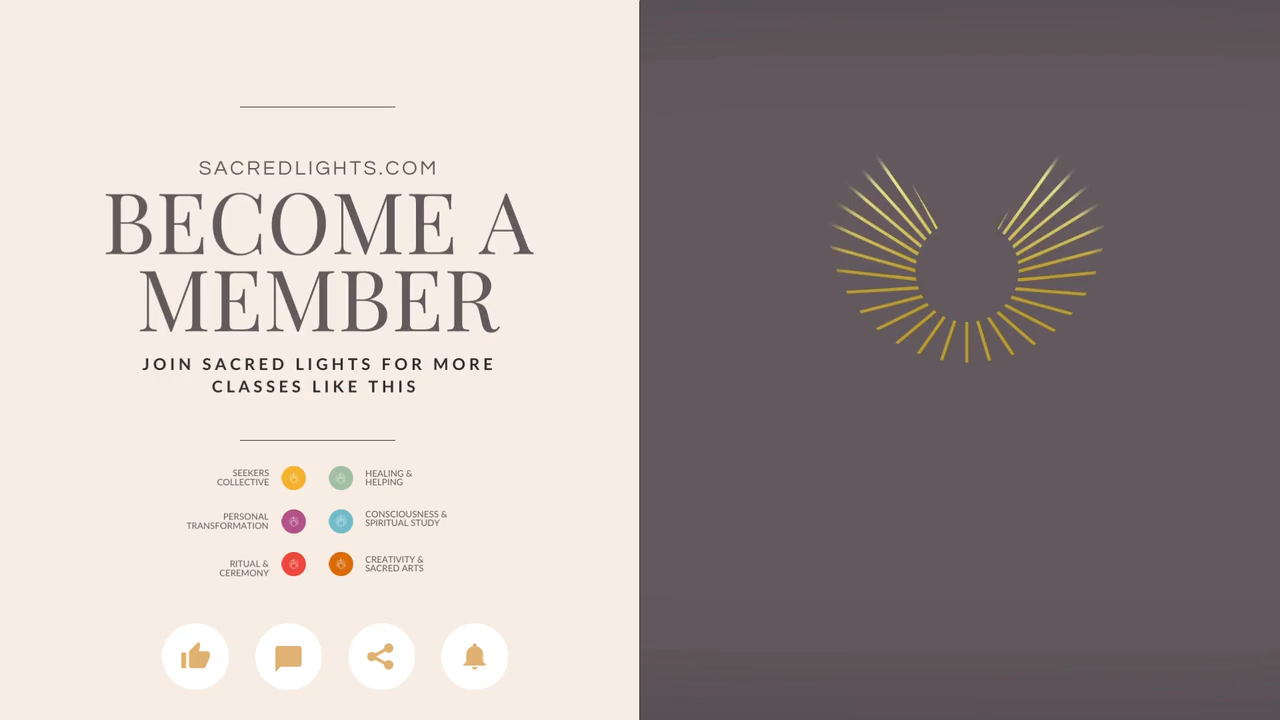 SACREDLIGHTS.COM
BECOME A
MEMBER
JOIN SACRED LIGHTS FOR MORE
CLASSES LIKE THIS
SEEKERS
COLLECTIVE
HEALING &
HELPING
PERSONAL
TRANSFORMATION
CONSCIOUSNESS &
SPIRITUAL STUDY
RITUAL &
CEREMONY
CREATIVITY &
SACRED ARTS